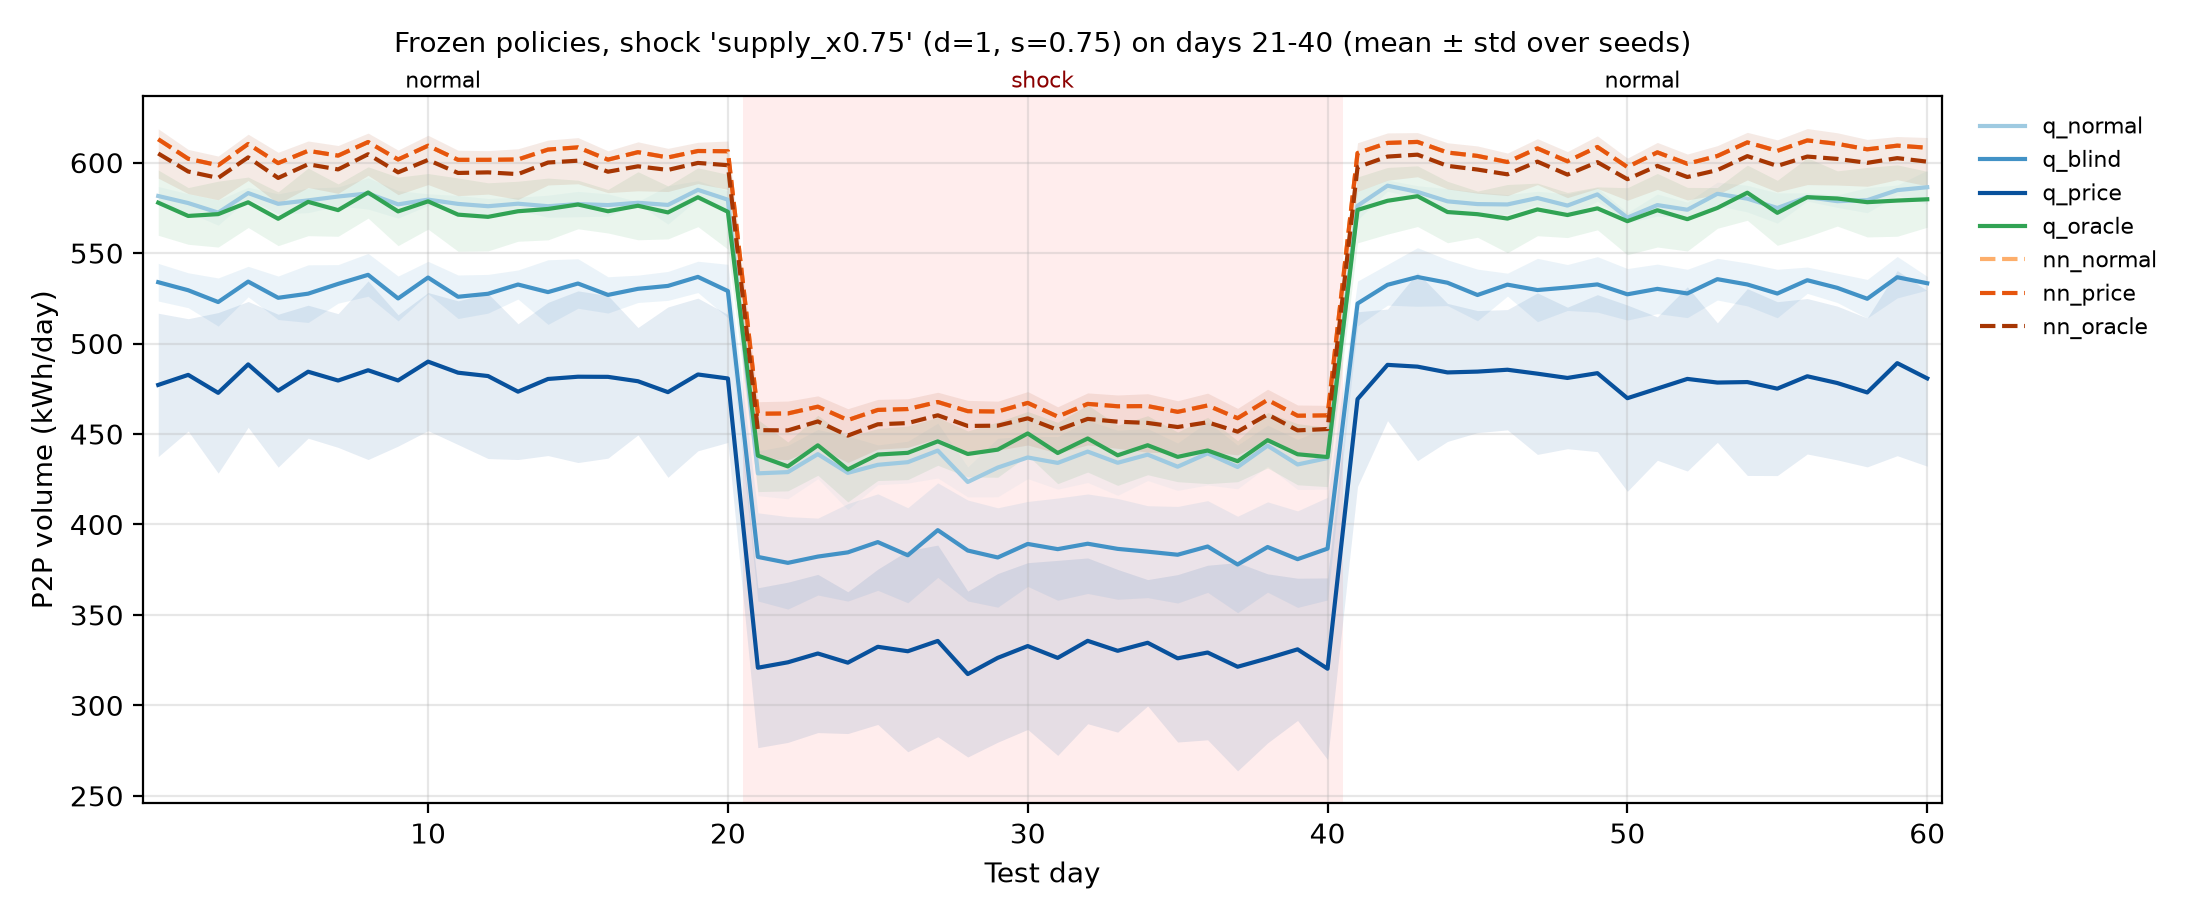 Frozen policies, shock 'supply_x0.75' (d=1, s=0.75) on days 21-40 (mean ± std over seeds)
normal shock normal
q_normal
q_blind
q_price
q_oracle
nn_normal
nn_price
nn_oracle
P2P volume (kWh/day)
600
550
500
450
400
350
300
250
10 20 30 40 50 60
Test day